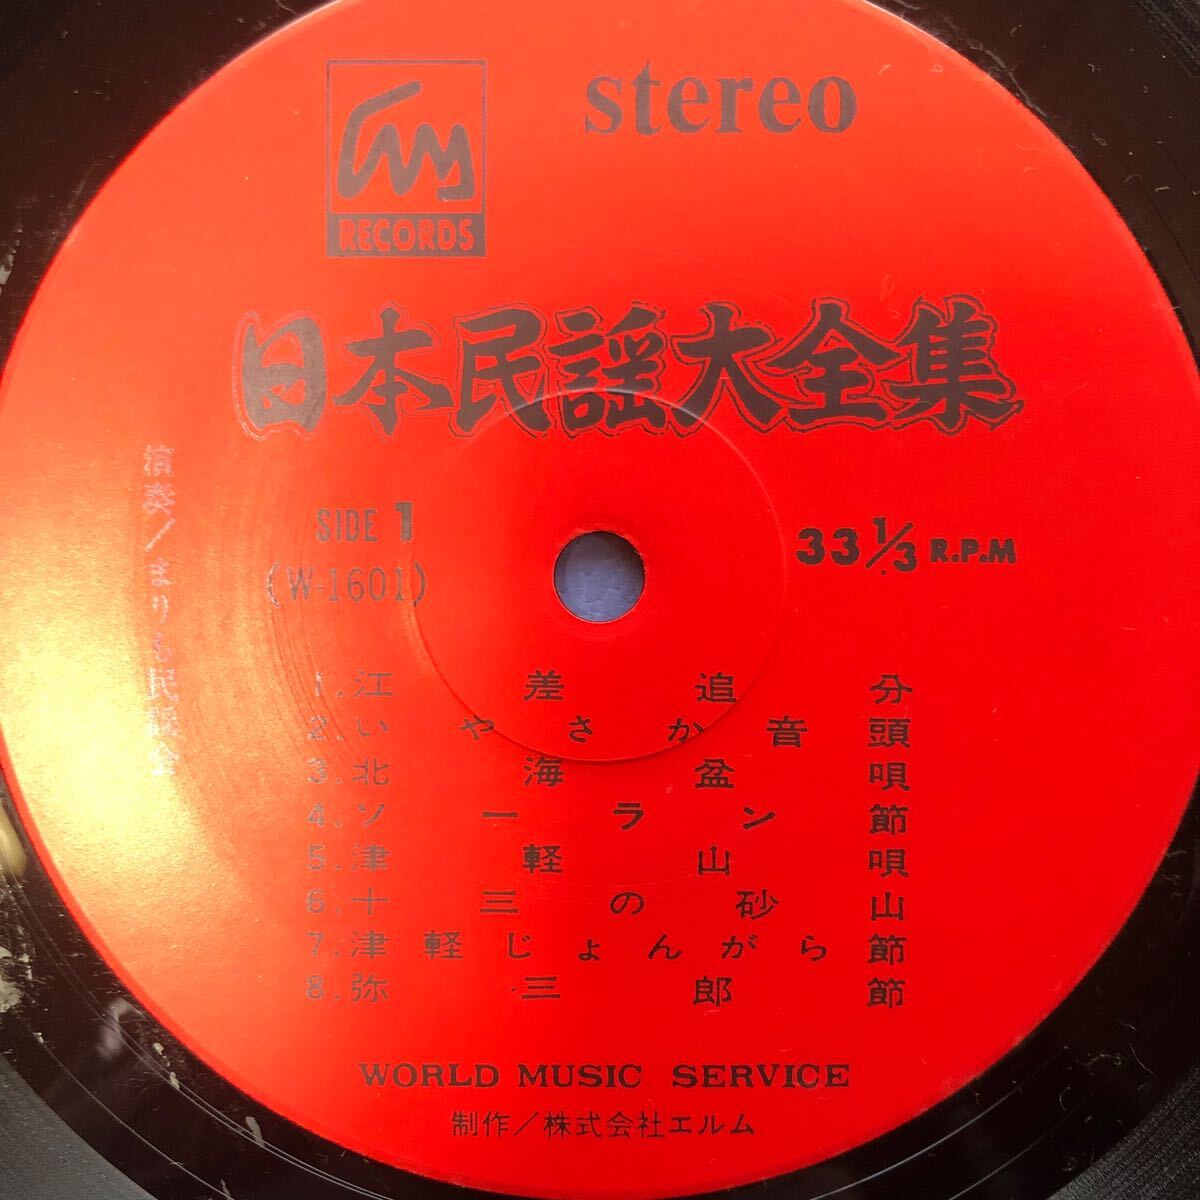 RECORDS
stereo
日本民謡大全集
演奏/まりも民謡会
SIDE 1
(W-1601)
33 1/3 R.P.M
1.江差追分
2.いやさか音頭
3.北海盆唄
4.ソーラン節
5.津軽山唄
6.十三の砂山
7.津軽じょんがら節
8.弥三郎節
WORLD MUSIC SERVICE
制作/株式会社エルム